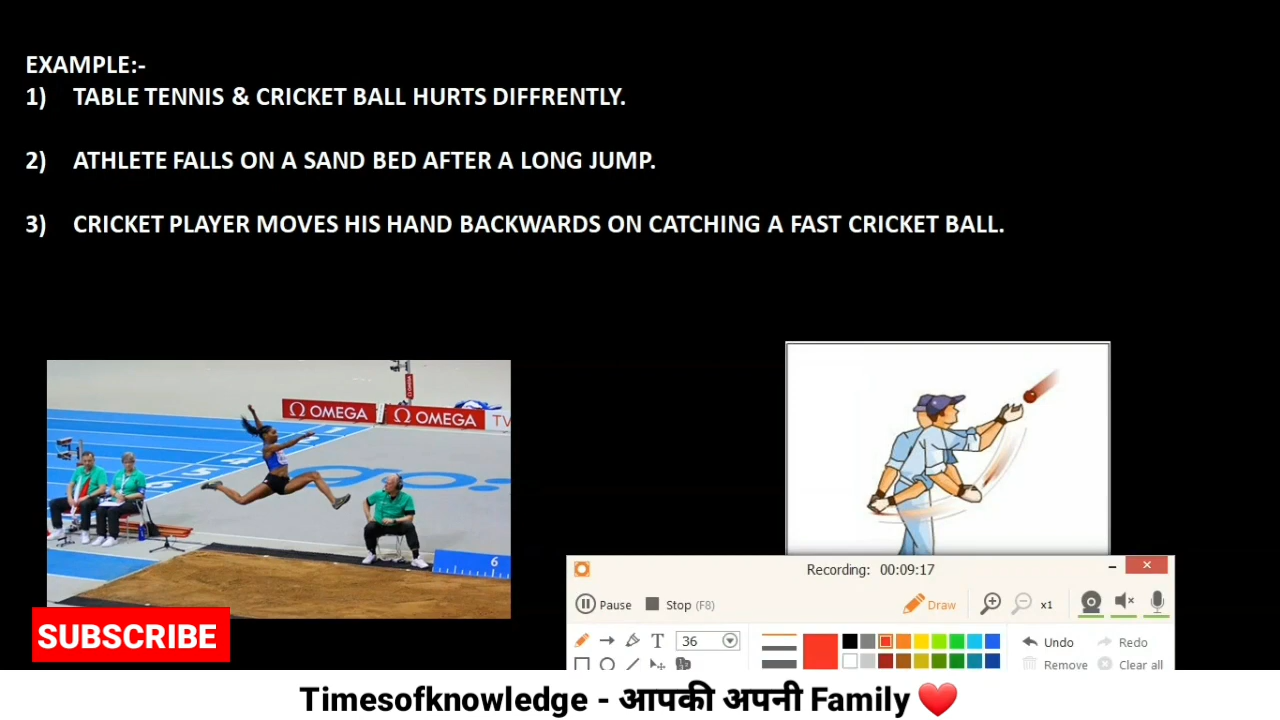 EXAMPLE:-
1) TABLE TENNIS & CRICKET BALL HURTS DIFFRENTLY.
2) ATHLETE FALLS ON A SAND BED AFTER A LONG JUMP.
3) CRICKET PLAYER MOVES HIS HAND BACKWARDS ON CATCHING A FAST CRICKET BALL.
Ω OMEGA Ω OMEGA TV
6
Recording: 00:09:17
Pause Stop (F8) Draw x1
T 36 Undo Redo
Remove Clear all
SUBSCRIBE
Timesofknowledge - आपकी अपनी Family ❤️